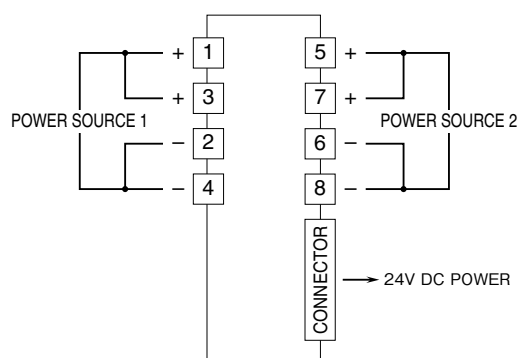 + 1 5 +
+ 3 7 +
POWER SOURCE 1 POWER SOURCE 2
− 2 6 −
− 4 8 −
CONNECTOR
24V DC POWER